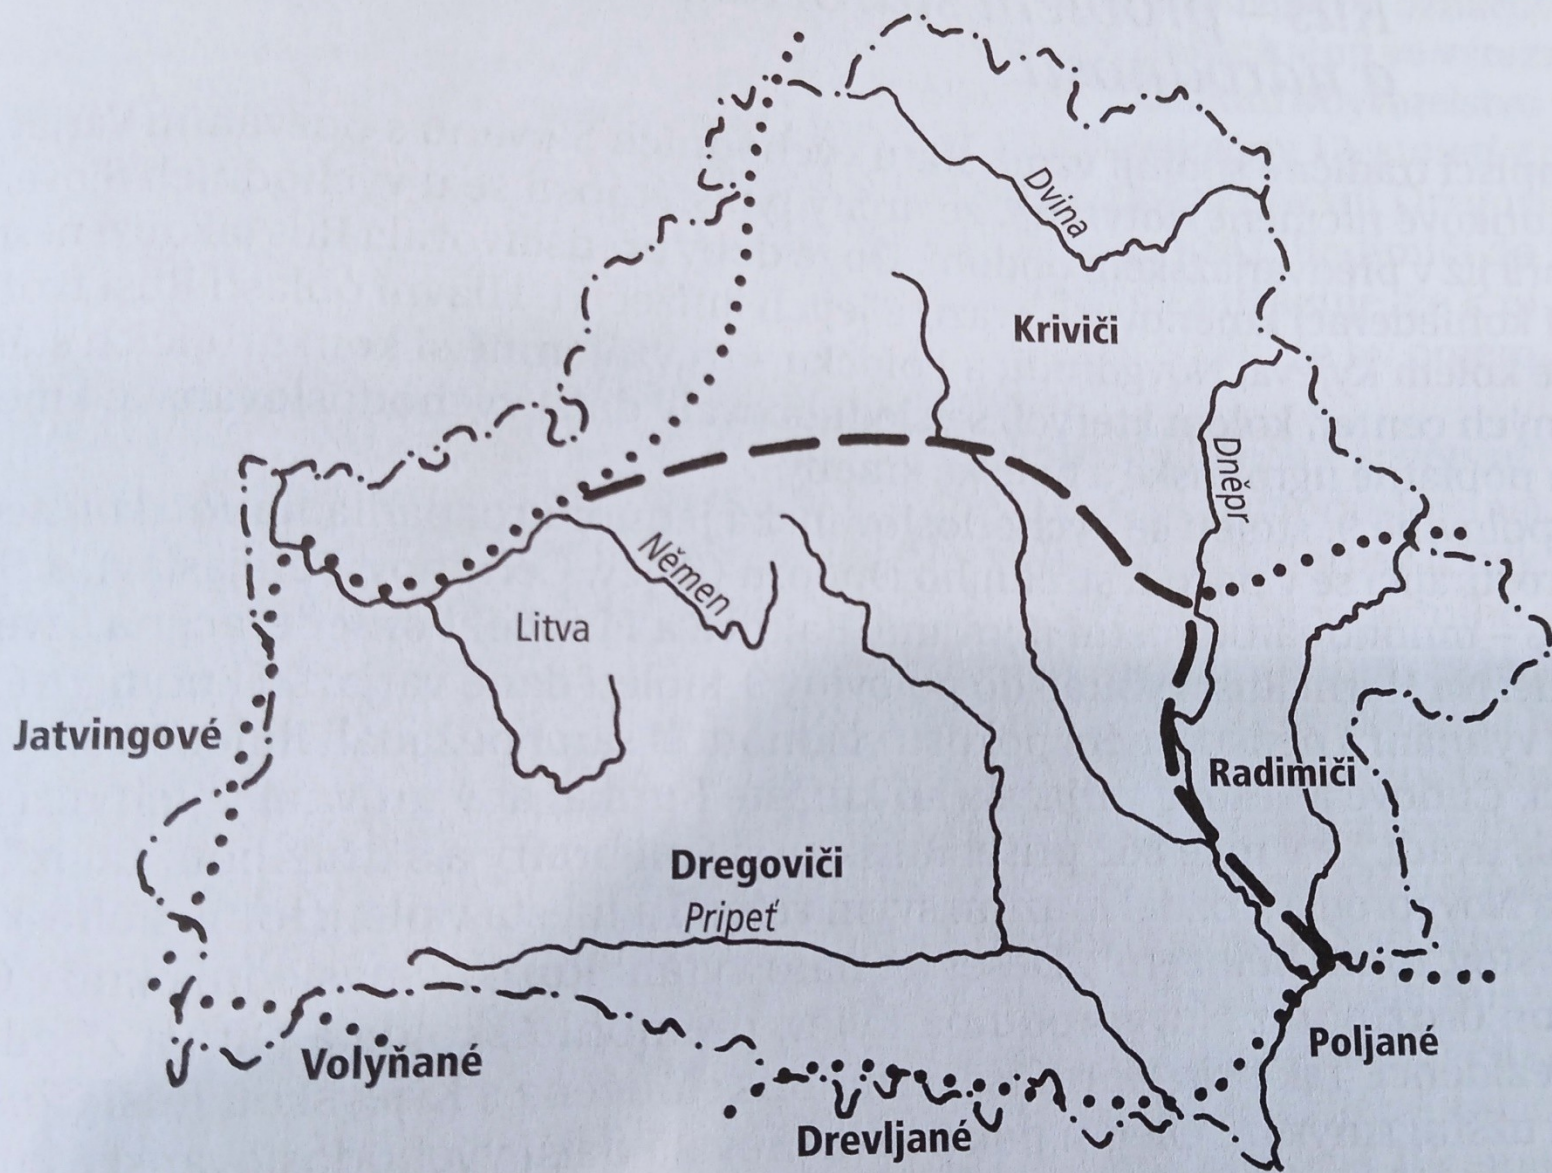 Dvina
Kriviči
Dněpr
Němen
Litva
Jatvingové
Radimiči
Dregoviči
Pripeť
Poljané
Volyňané
Drevljané